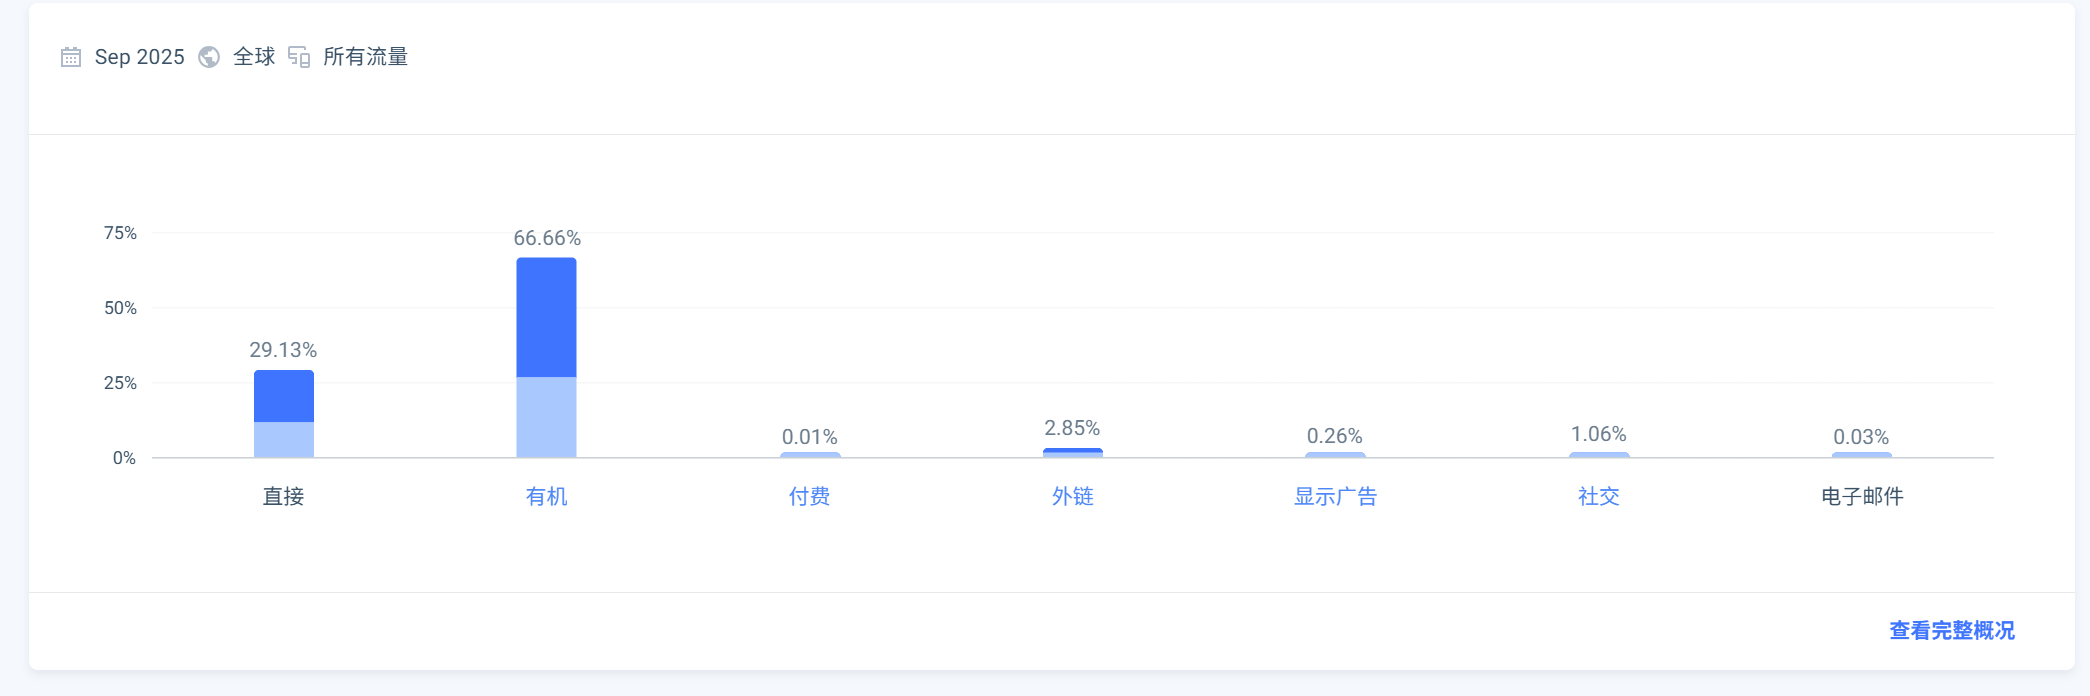 Sep 2025 全球 所有流量
75%
50%
25%
0%
29.13%
66.66%
0.01%
2.85%
0.26%
1.06%
0.03%
直接
有机
付费
外链
显示广告
社交
电子邮件
查看完整概况